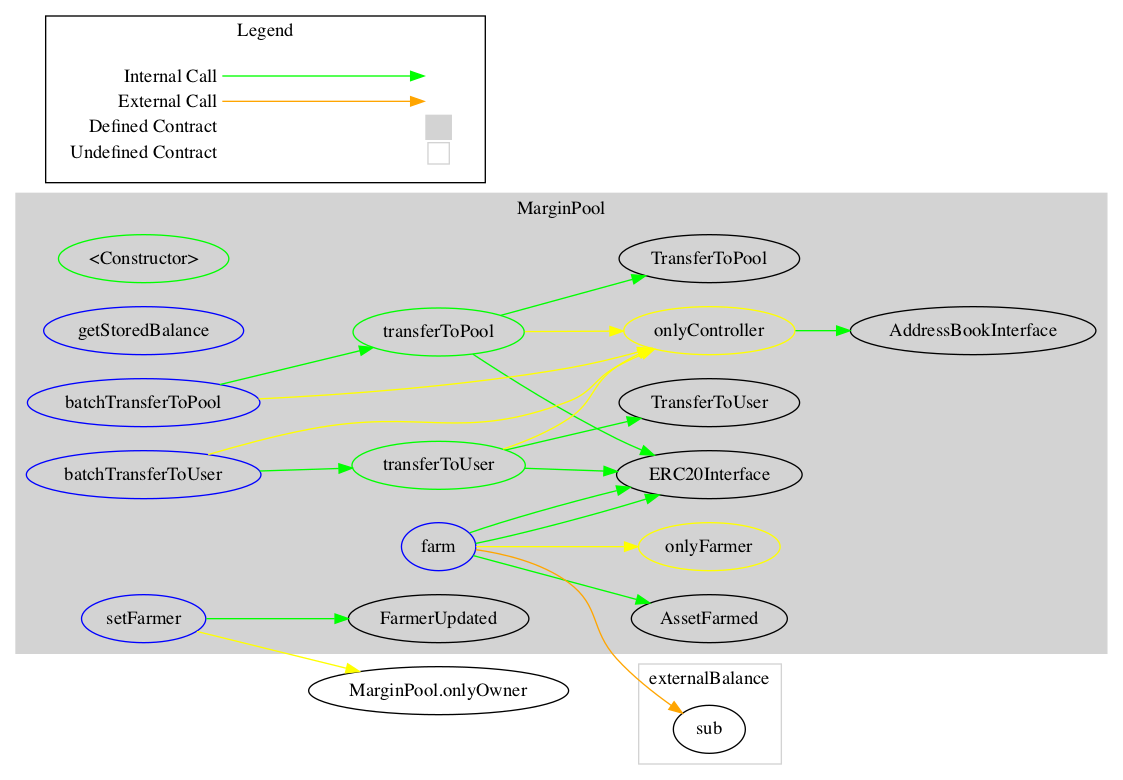 Legend
Internal Call
External Call
Defined Contract
Undefined Contract
MarginPool
<Constructor>
TransferToPool
getStoredBalance
transferToPool
onlyController
AddressBookInterface
batchTransferToPool
TransferToUser
batchTransferToUser
transferToUser
ERC20Interface
farm
onlyFarmer
setFarmer
FarmerUpdated
AssetFarmed
MarginPool.onlyOwner
externalBalance
sub